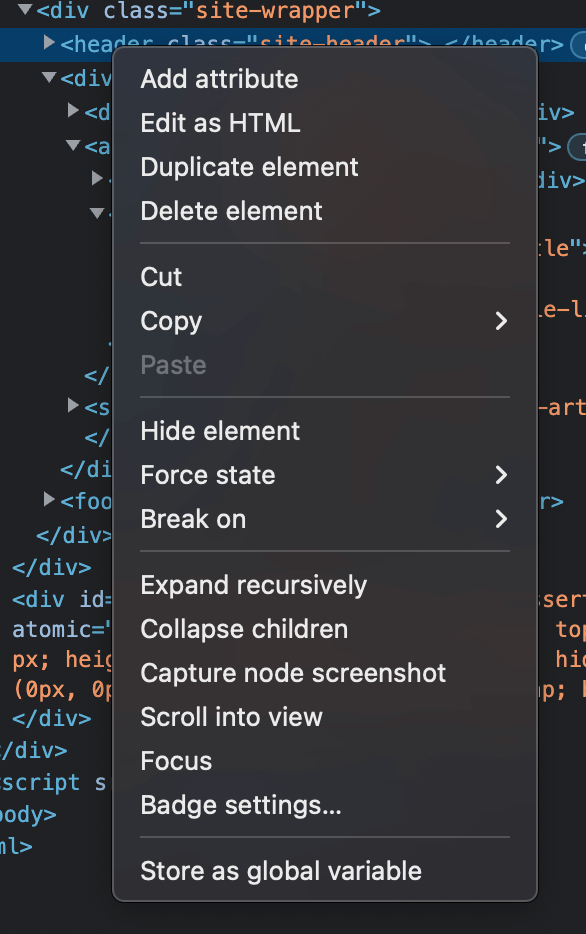 <div class="site-wrapper">
<header class="site-header"> </header>
<div
Add attribute
<d
iv>
Edit as HTML
<a
">
Duplicate element
div>
Delete element
tle">
Cut
Copy
Paste
</
<s
-art
</
Hide element
</di
Force state
<foo
r>
Break on
</div>
</div>
Expand recursively
<div id=
ssert
Collapse children
atomic="
top
Capture node screenshot
px; heig
hid
(0px, 0p
p; b
Scroll into view
</div>
/div>
Focus
script s
Badge settings...
ody>
ml>
Store as global variable